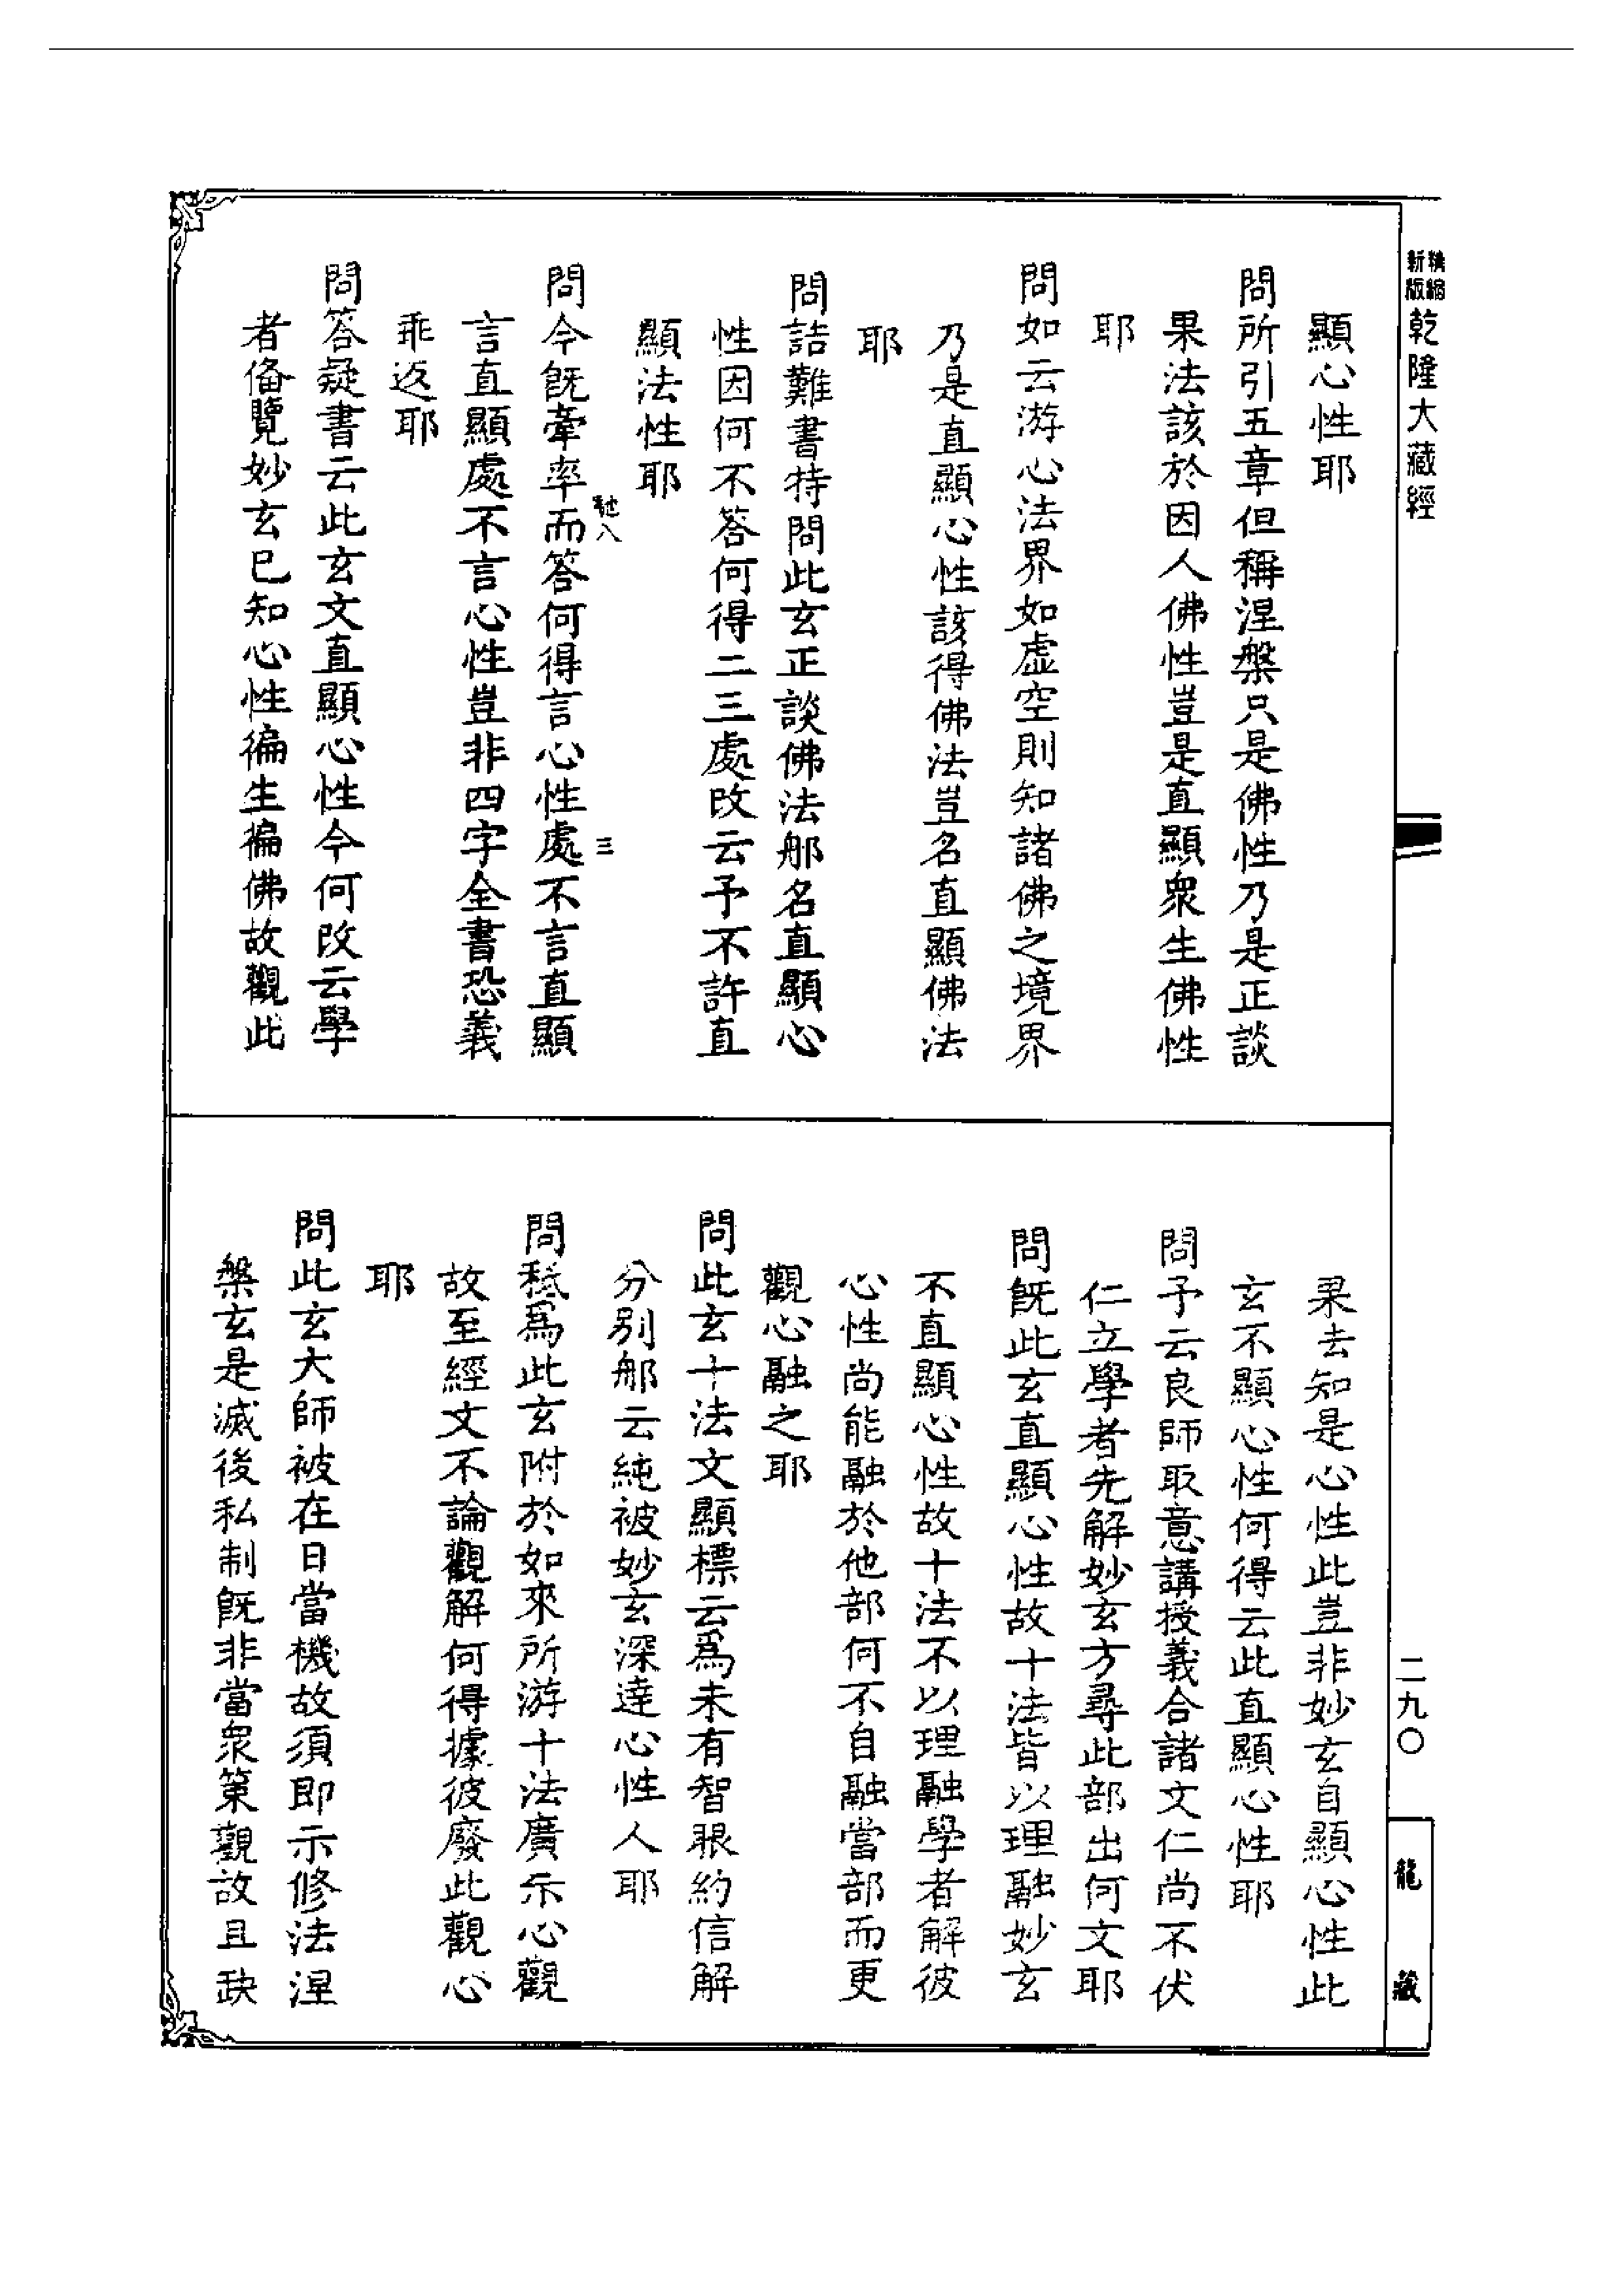 精縮
新版
乾隆大藏經
顯心性耶
問所引五章但稱涅槃只是佛性乃是正談
果法該於因人佛性豈是直顯眾生佛性
耶
問如云游心法界如虛空則知諸佛之境界
乃是直顯心性該得佛法豈名直顯佛法
耶
問詰難書特問此玄正談佛法那名直顯心
性因何不答何得二三處改云予不許直
顯法性耶
馳八
三
問今既牽率而答何得言心性處不言直顯
言直顯處不言心性豈非四字全書恐義
乖返耶
問答疑書云此玄文直顯心性今何改云學
者俻覽妙玄已知心性徧生徧佛故觀此
果去知是心性此豈非妙玄自顯心性此
玄不顯心性何得云此直顯心性耶
問予云良師取意講授義合諸文仁尚不伏
仁立學者先解妙玄方尋此部出何文耶
問既此玄直顯心性故十法皆以理融妙玄
不直顯心性故十法不以理融學者解彼
心性尚能融於他部何不自融當部而更
觀心融之耶
問此玄十法文顯標云為未有智眼約信解
分別那云純被妙玄深達心性人耶
問秪爲此玄附於如來所游十法廣示心觀
故至經文不論觀解何得據彼廢此觀心
耶
問此玄大師被在日當機故須即示修法涅
槃玄是滅後私制既非當眾策觀故且缺
二九〇
龍藏